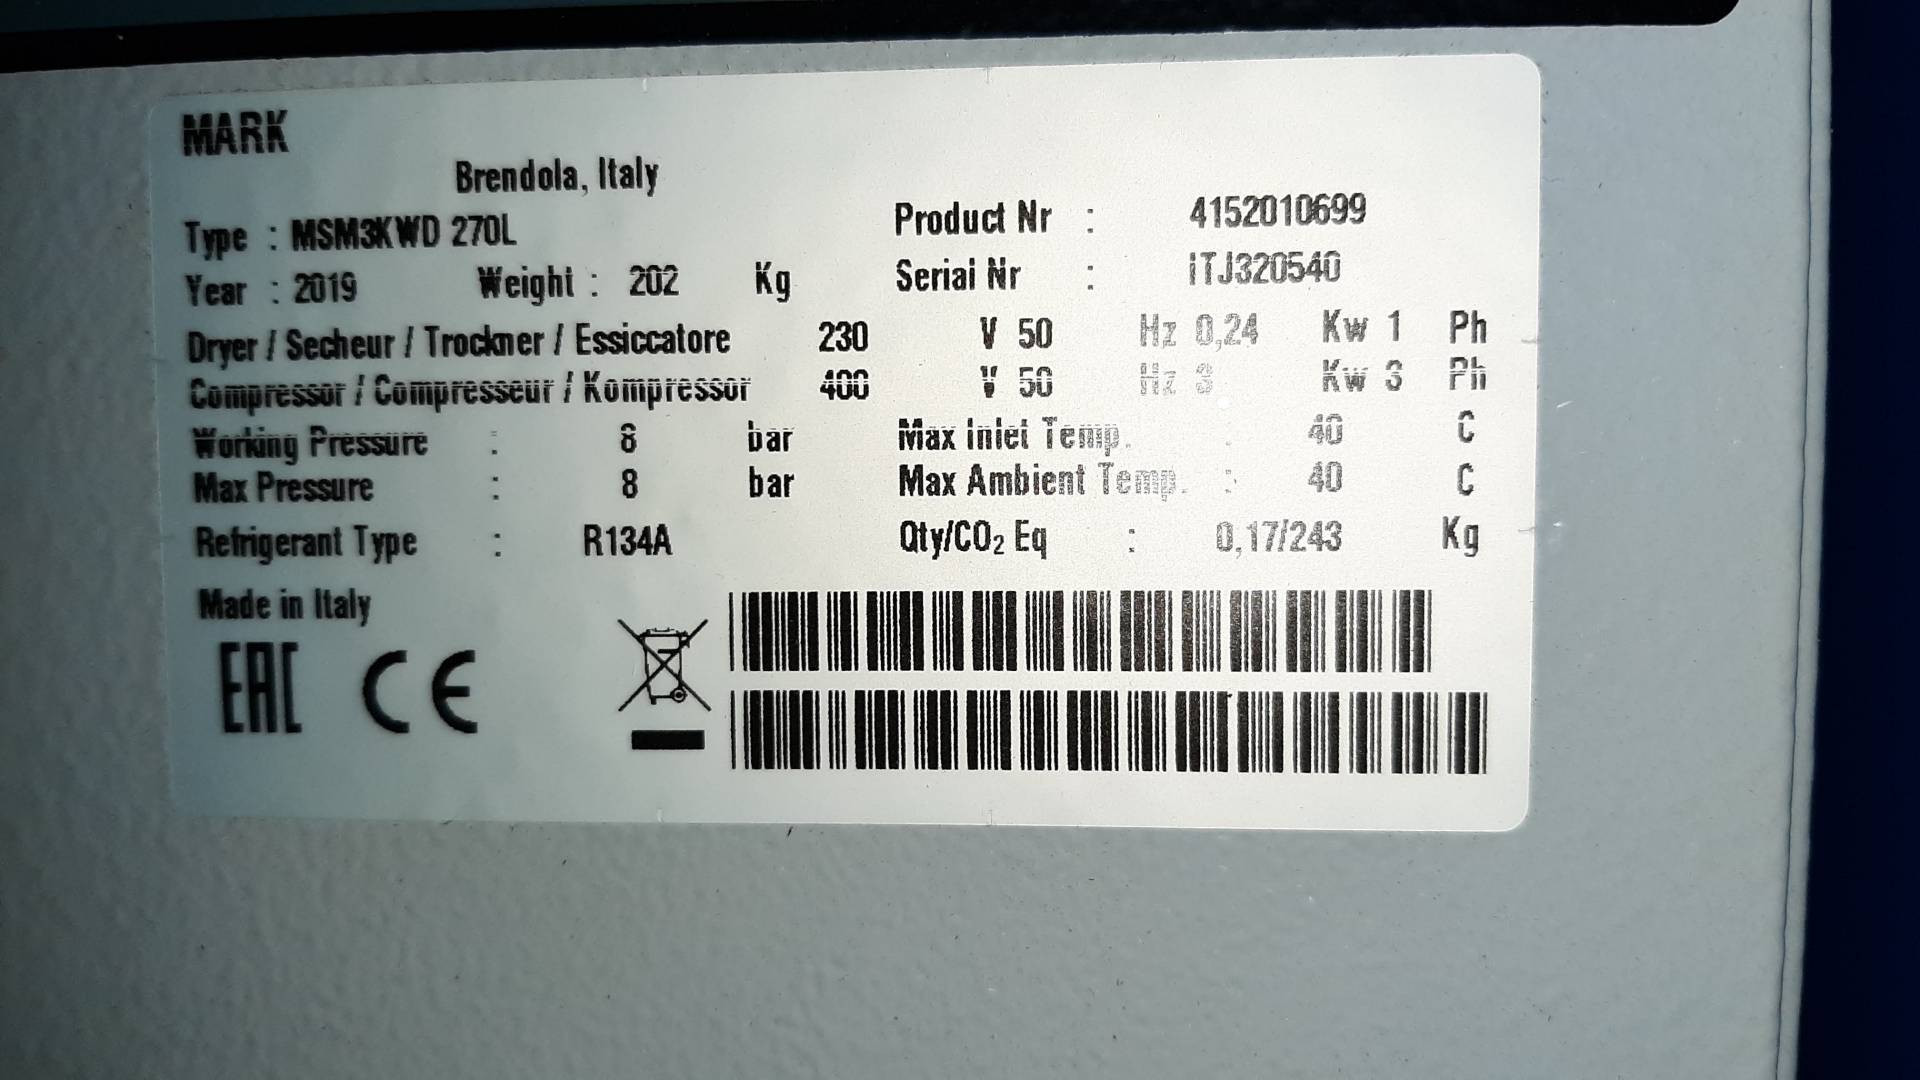 MARK
Brendola, Italy
Type : MSM3KWD 270L
Product Nr : 4152010699
Year : 2019 Weight : 202 Kg
Serial Nr : ITJ320540
Dryer / Secheur / Trockner / Essiccatore 230 V 50 Hz 0,24 Kw 1 Ph
Compressor / Compresseur / Kompressor 400 V 50 Hz 3 Kw 3 Ph
Working Pressure : 8 bar Max Inlet Temp. : 40 C
Max Pressure : 8 bar Max Ambient Temp. : 40 C
Refrigerant Type : R134A Qty/CO₂ Eq : 0,17/243 Kg
Made in Italy
EAC CE